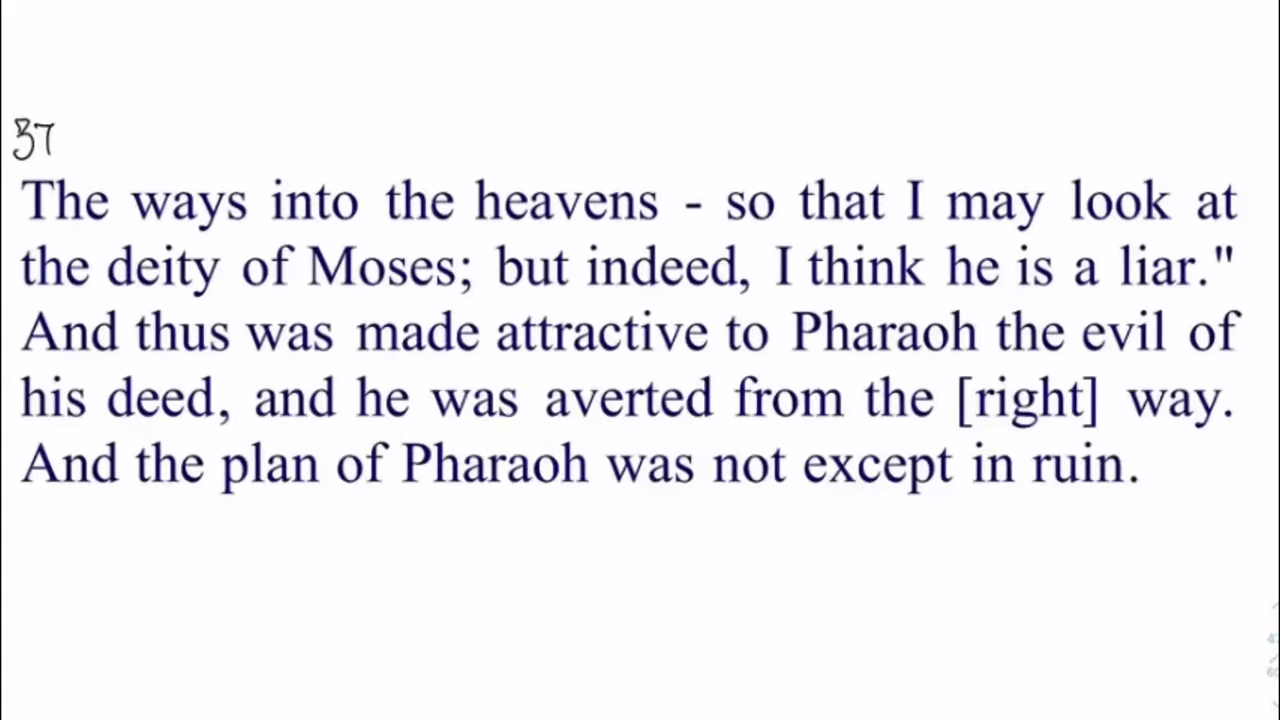 37
The ways into the heavens - so that I may look at
the deity of Moses; but indeed, I think he is a liar."
And thus was made attractive to Pharaoh the evil of
his deed, and he was averted from the [right] way.
And the plan of Pharaoh was not except in ruin.